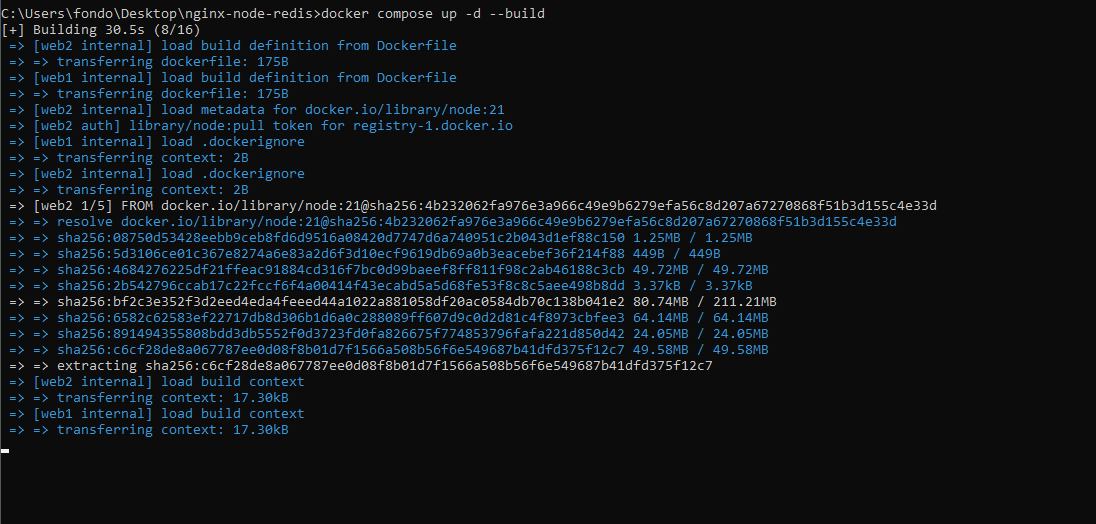 C:\Users\fondo\Desktop\nginx-node-redis>docker compose up -d --build
[+] Building 30.5s (8/16)
=> [web2 internal] load build definition from Dockerfile
=> => transferring dockerfile: 175B
=> [web1 internal] load build definition from Dockerfile
=> => transferring dockerfile: 175B
=> [web2 internal] load metadata for docker.io/library/node:21
=> [web2 auth] library/node:pull token for registry-1.docker.io
=> [web1 internal] load .dockerignore
=> => transferring context: 2B
=> [web2 internal] load .dockerignore
=> => transferring context: 2B
=> [web2 1/5] FROM docker.io/library/node:21@sha256:4b232062fa976e3a966c49e9b6279efa56c8d207a67270868f51b3d155c4e33d
=> => resolve docker.io/library/node:21@sha256:4b232062fa976e3a966c49e9b6279efa56c8d207a67270868f51b3d155c4e33d
=> => sha256:08750d53428eebb9ceb8fd6d9516a08420d7747d6a740951c2b043d1ef88c150 1.25MB / 1.25MB
=> => sha256:5d3106ce01c367e8274a6e83a2d6f3d10ecf9619db69a0b3eacebef36f214f88 449B / 449B
=> => sha256:4684276225df21ffeac91884cd316f7bc0d99baeef8ff811f98c2ab46188c3cb 49.72MB / 49.72MB
=> => sha256:2b542796ccab17c22fccf6f4a00414f43ecabd5a5d68fe53f8c8c5aee498b8dd 3.37kB / 3.37kB
=> => sha256:bf2c3e352f3d2eed4eda4feeed44a1022a881058df20ac0584db70c138b041e2 80.74MB / 211.21MB
=> => sha256:6582c62583ef22717db8d306b1d6a0c288089ff607d9c0d2d81c4f8973cbfee3 64.14MB / 64.14MB
=> => sha256:891494355808bdd3db5552f0d3723fd0fa826675f774853796fafa221d850d42 24.05MB / 24.05MB
=> => sha256:c6cf28de8a067787ee0d08f8b01d7f1566a508b56f6e549687b41dfd375f12c7 49.58MB / 49.58MB
=> => extracting sha256:c6cf28de8a067787ee0d08f8b01d7f1566a508b56f6e549687b41dfd375f12c7
=> [web2 internal] load build context
=> => transferring context: 17.30kB
=> [web1 internal] load build context
=> => transferring context: 17.30kB